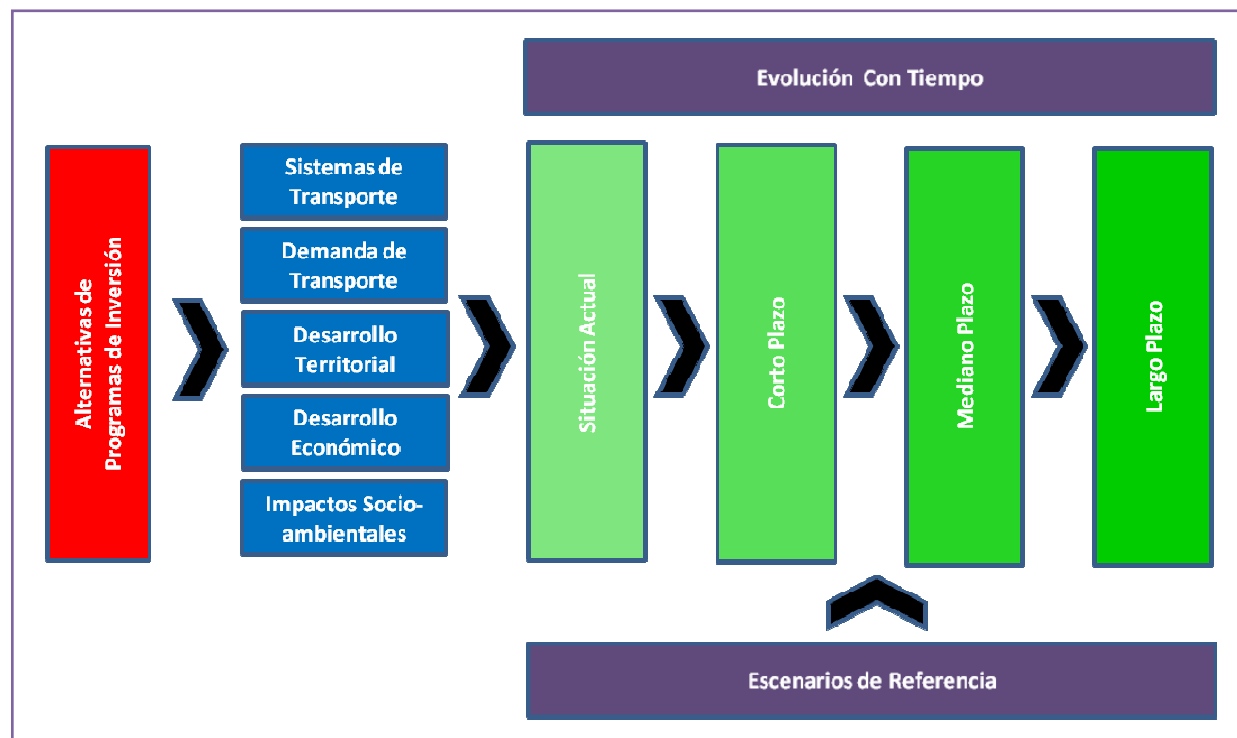 Evolución Con Tiempo
Alternativas de
Programas de Inversión
Sistemas de
Transporte
Demanda de
Transporte
Desarrollo
Territorial
Desarrollo
Económico
Impactos Socio-
ambientales
Situación Actual
Corto Plazo
Mediano Plazo
Largo Plazo
Escenarios de Referencia